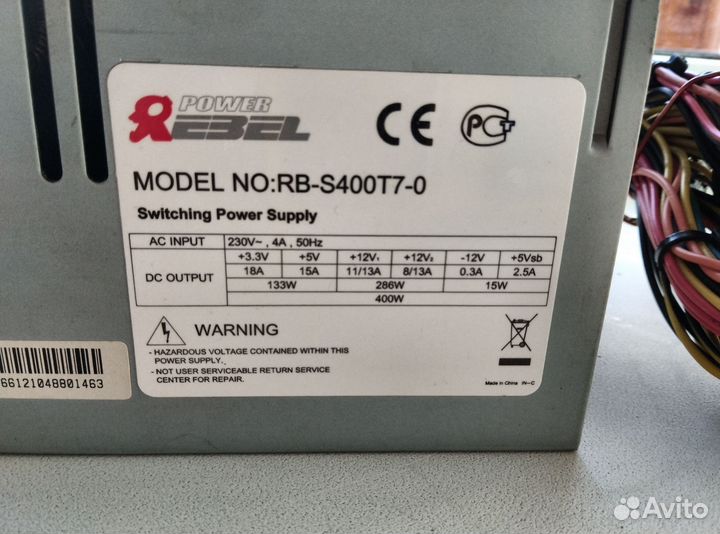 POWER
REBEL
CE
PCT
MODEL NO:RB-S400T7-0
Switching Power Supply
AC INPUT 230V~ , 4A , 50Hz
DC OUTPUT +3.3V +5V +12V₁ +12V₂ -12V +5Vsb
18A 15A 11/13A 8/13A 0.3A 2.5A
133W 286W 15W
400W
WARNING
- HAZARDOUS VOLTAGE CONTAINED WITHIN THIS
POWER SUPPLY.
- NOT USER SERVICEABLE RETURN SERVICE
CENTER FOR REPAIR.
Made in China IN-C
66121048801463
Avito